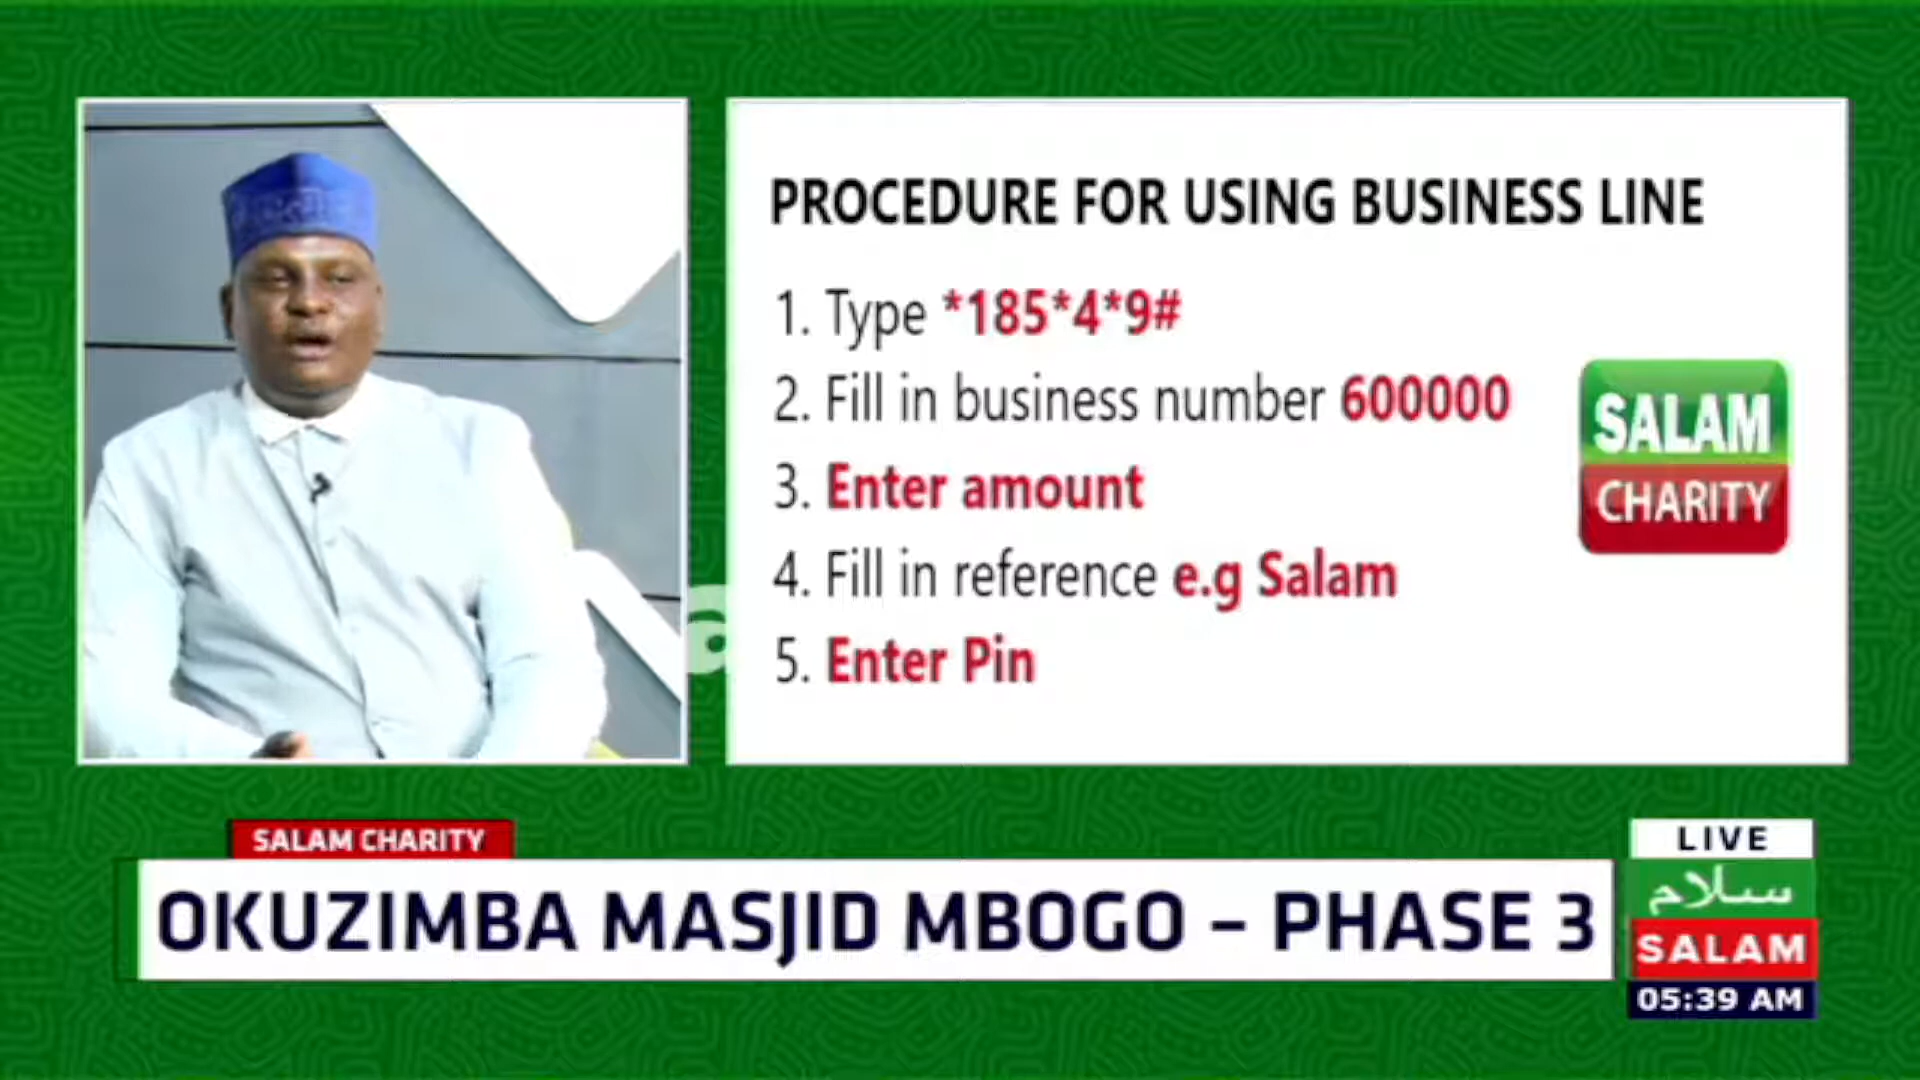 PROCEDURE FOR USING BUSINESS LINE
1. Type *185*4*9#
2. Fill in business number 600000
3. Enter amount
4. Fill in reference e.g Salam
5. Enter Pin
SALAM
CHARITY
SALAM CHARITY
OKUZIMBA MASJID MBOGO – PHASE 3
LIVE
سلام
SALAM
05:39 AM